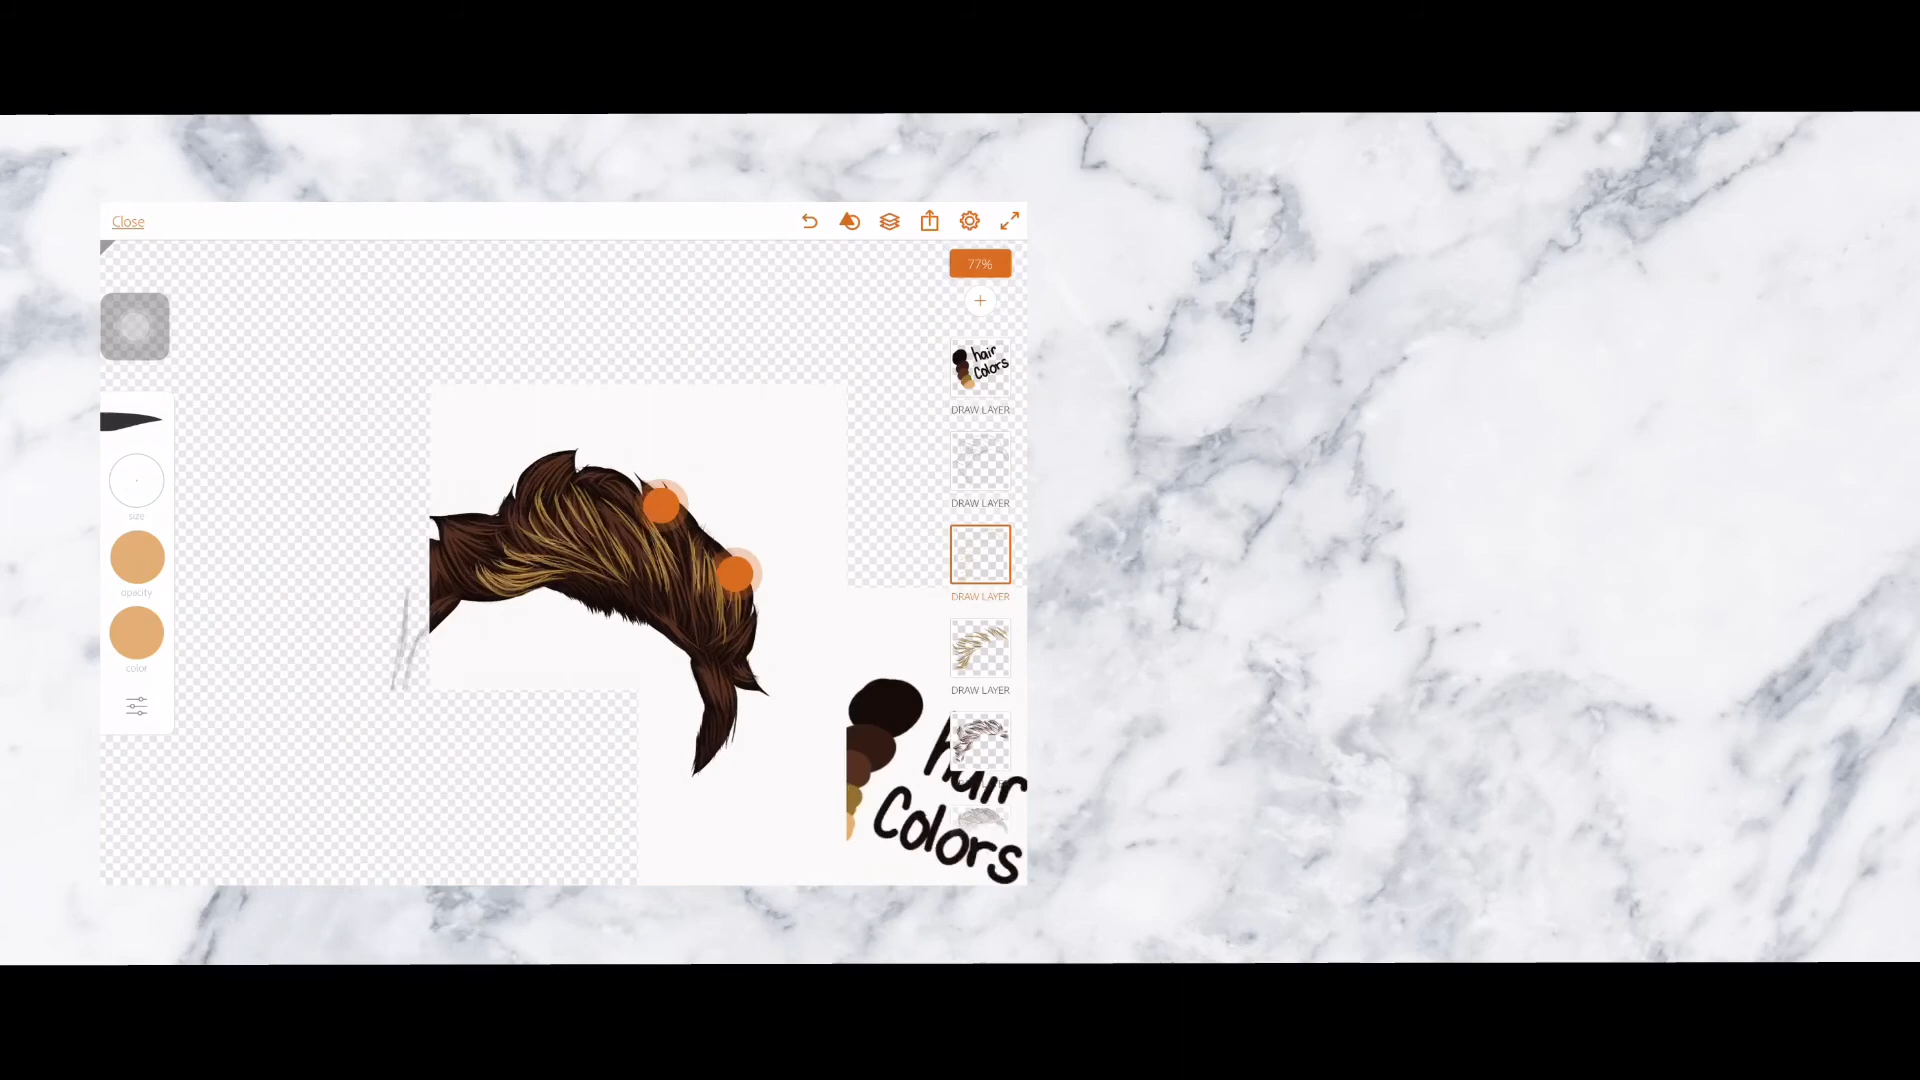 Close
77%
hair
Colors
DRAW LAYER
DRAW LAYER
size
opacity
DRAW LAYER
color
DRAW LAYER
hair
Colors